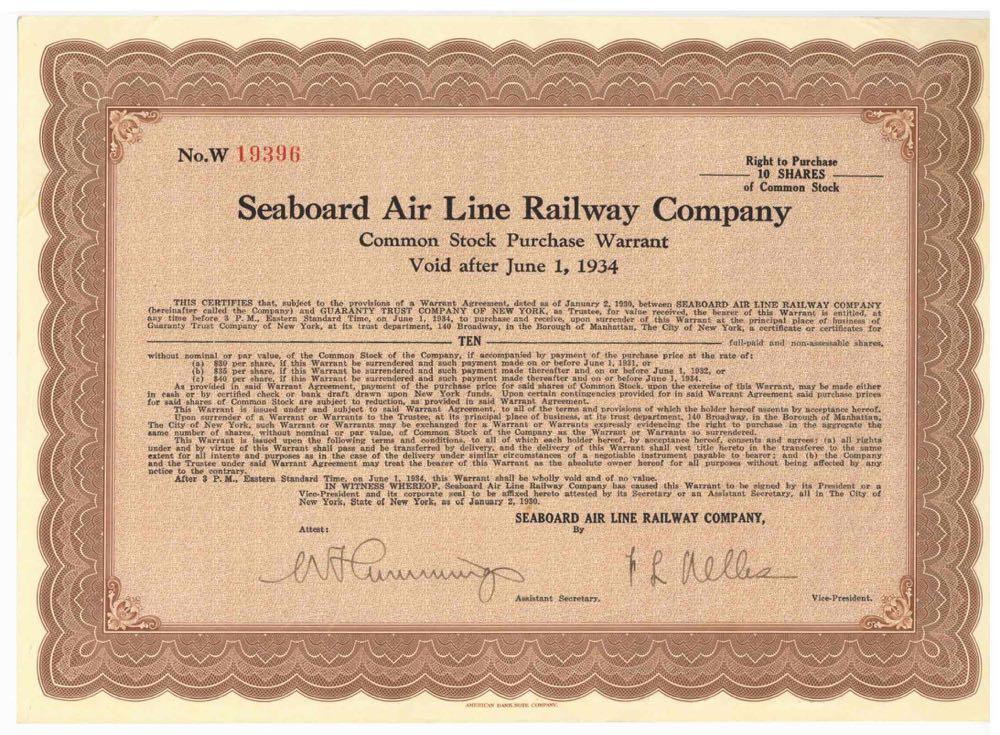 No.W 19396
Right to Purchase
10 SHARES
of Common Stock
Seaboard Air Line Railway Company
Common Stock Purchase Warrant
Void after June 1, 1934
THIS CERTIFIES that, subject to the provisions of a Warrant Agreement, dated as of January 2, 1930, between SEABOARD AIR LINE RAILWAY COMPANY
(hereinafter called the Company) and GUARANTY TRUST COMPANY OF NEW YORK, as Trustee, for value received, the bearer of this Warrant is entitled, at
any time before 3 P.M., Eastern Standard Time, on June 1, 1934, to purchase and receive, upon surrender of this Warrant at the principal place of business of
Guaranty Trust Company of New York, at its trust department, 140 Broadway, in the Borough of Manhattan, The City of New York, a certificate or certificates for
TEN full-paid and non-assessable shares,
without nominal or par value, of the Common Stock of the Company, if accompanied by payment of the purchase price at the rate of:
(a) $30 per share, if this Warrant be surrendered and such payment made on or before June 1, 1931, or
(b) $35 per share, if this Warrant be surrendered and such payment made thereafter and on or before June 1, 1932, or
(c) $40 per share, if this Warrant be surrendered and such payment made thereafter and on or before June 1, 1934.
As provided in said Warrant Agreement, payment of the purchase price for said shares of Common Stock, upon the exercise of this Warrant, may be made either
in cash or by certified check or bank draft drawn upon New York funds. Upon certain contingencies provided for in said Warrant Agreement said purchase prices
for said shares of Common Stock are subject to reduction, as provided in said Warrant Agreement.
This Warrant is issued under and subject to said Warrant Agreement, to all of the terms and provisions of which the holder hereof assents by acceptance hereof.
Upon surrender of this Warrant or Warrants to the Trustee, at its principal place of business, at its trust department, 140 Broadway, in the Borough of Manhattan,
The City of New York, such Warrant or Warrants may be exchanged for a Warrant or Warrants expressly evidencing the right to purchase in the aggregate the
same number of shares, without nominal or par value, of Common Stock of the Company as the Warrant or Warrants so surrendered.
This Warrant is issued upon the following terms and conditions, to all of which each holder hereof, by acceptance hereof, consents and agrees: (a) all rights
under and by virtue of this Warrant shall pass and be transferred by delivery, and the delivery of this Warrant shall vest title hereto in the transferee to the same
extent for all intents and purposes as in the case of the delivery under similar circumstances of a negotiable instrument payable to bearer; and (b) the Company
and the Trustee under said Warrant Agreement may treat the bearer of this Warrant as the absolute owner hereof for all purposes without being affected by any
notice to the contrary.
After 3 P.M., Eastern Standard Time, on June 1, 1934, this Warrant shall be wholly void and of no value.
IN WITNESS WHEREOF, Seaboard Air Line Railway Company has caused this Warrant to be signed by its President or a
Vice-President and its corporate seal to be affixed hereto attested by its Secretary or an Assistant Secretary, all in The City of
New York, State of New York, as of January 2, 1930.
SEABOARD AIR LINE RAILWAY COMPANY,
Attest: By
Cummings
Assistant Secretary. Vice-President.
AMERICAN BANK NOTE COMPANY.